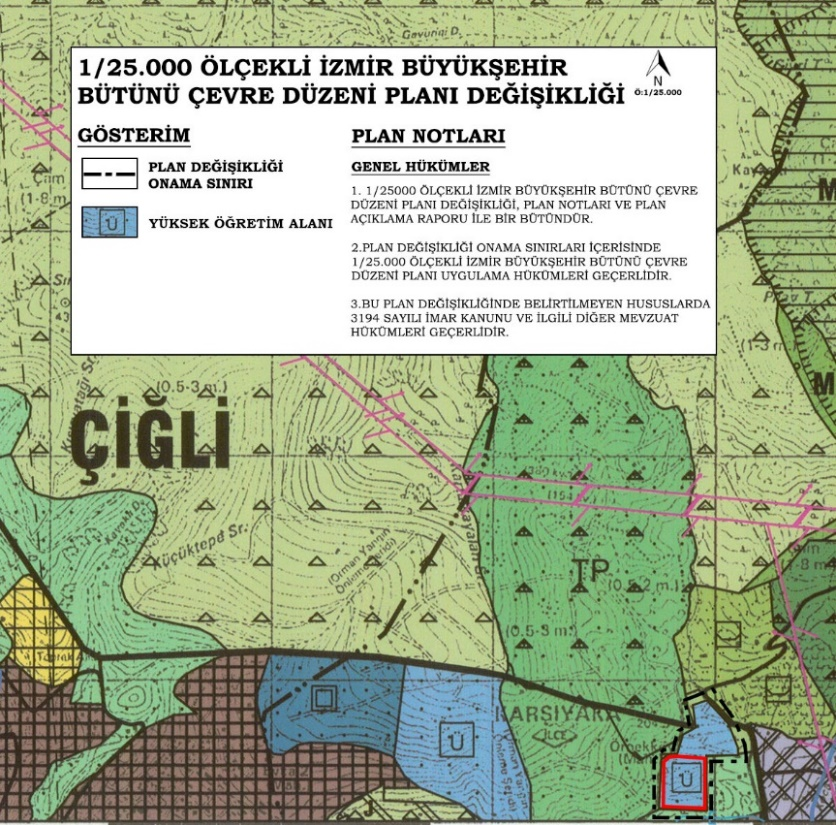 Gavurini D.
1/25.000 ÖLÇEKLİ İZMİR BÜYÜKŞEHİR
BÜTÜNÜ ÇEVRE DÜZENİ PLANI DEĞİŞİKLİĞİ
N
Ö:1/25.000
GÖSTERİM
PLAN DEĞİŞİKLİĞİ
ONAMA SINIRI
Ü
YÜKSEK ÖĞRETİM ALANI
PLAN NOTLARI
GENEL HÜKÜMLER
1. 1/25000 ÖLÇEKLİ İZMİR BÜYÜKŞEHİR BÜTÜNÜ ÇEVRE
DÜZENİ PLANI DEĞİŞİKLİĞİ, PLAN NOTLARI VE PLAN
AÇIKLAMA RAPORU İLE BİR BÜTÜNDÜR.
2.PLAN DEĞİŞİKLİĞİ ONAMA SINIRLARI İÇERİSİNDE
1/25.000 ÖLÇEKLİ İZMİR BÜYÜKŞEHİR BÜTÜNÜ ÇEVRE
DÜZENİ PLANI UYGULAMA HÜKÜMLERİ GEÇERLİDİR.
3.BU PLAN DEĞİŞİKLİĞİNDE BELİRTİLMEYEN HUSUSLARDA
3194 SAYILI İMAR KANUNU VE İLGİLİ DİĞER MEVZUAT
HÜKÜMLERİ GEÇERLİDİR.
M
M
(0.5-3 m.)
ÇİĞLİ
Küçüktepe Sr.
(Orman Yangın
TP
(0.5-3 m.
KARŞIYAKA
İLÇE
Ü
Ü
J